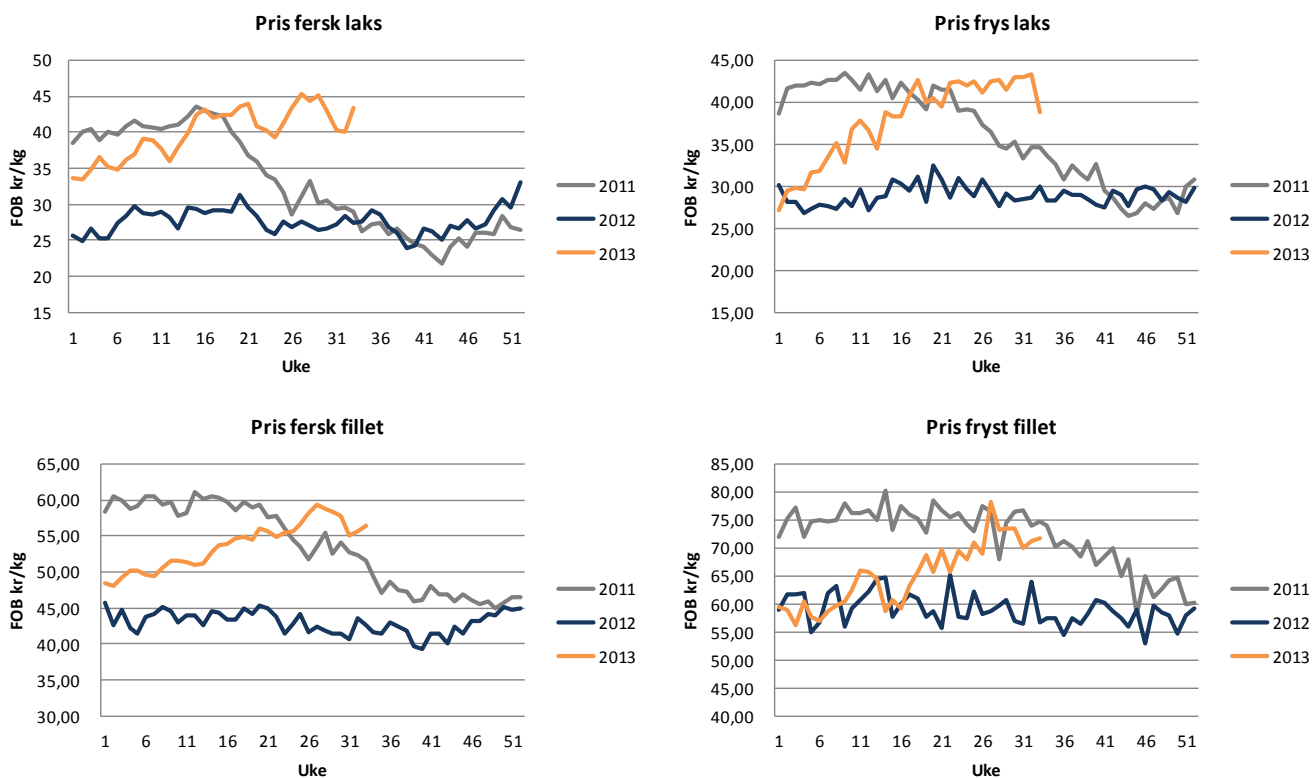 Pris fersk laks
FOB kr/kg
50
45
40
35
30
25
20
15
1 6 11 16 21 26 31 36 41 46 51
Uke
2011
2012
2013
Pris frys laks
FOB kr/kg
45,00
40,00
35,00
30,00
25,00
20,00
15,00
1 6 11 16 21 26 31 36 41 46 51
Uke
2011
2012
2013
Pris fersk fillet
FOB kr/kg
65,00
60,00
55,00
50,00
45,00
40,00
35,00
30,00
1 6 11 16 21 26 31 36 41 46 51
Uke
2011
2012
2013
Pris fryst fillet
FOB kr/kg
85,00
80,00
75,00
70,00
65,00
60,00
55,00
50,00
45,00
40,00
1 6 11 16 21 26 31 36 41 46 51
Uke
2011
2012
2013